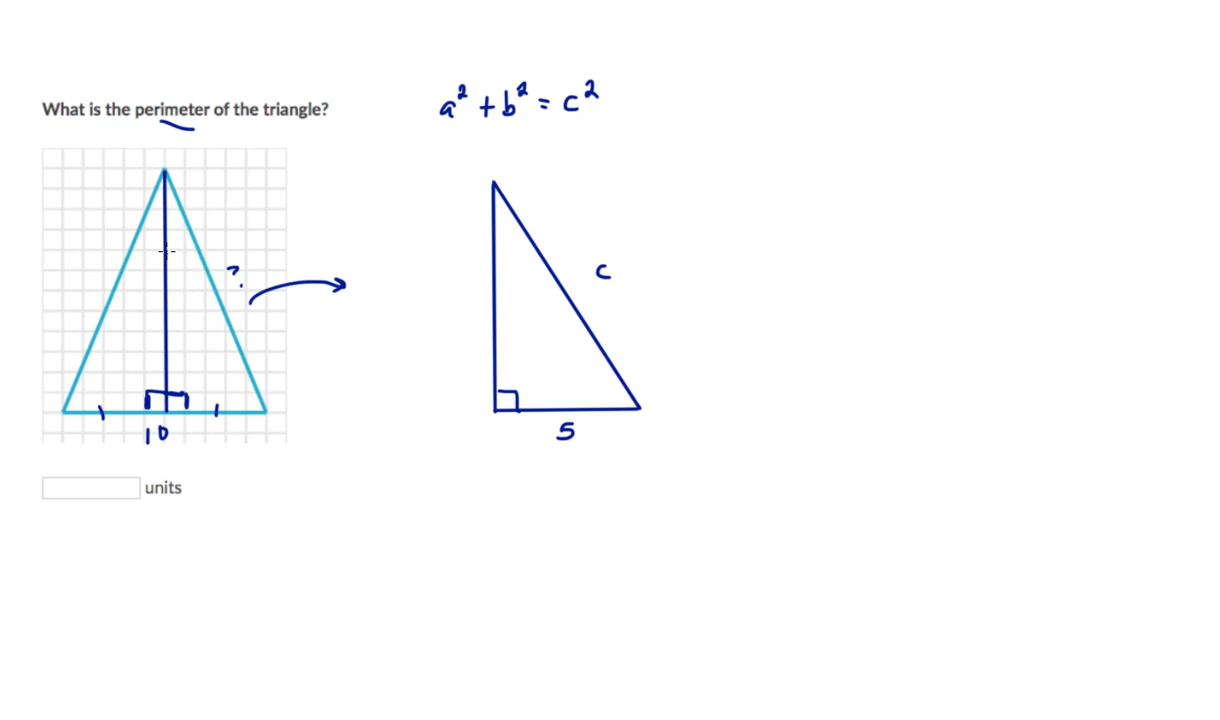 a² + b² = c²
What is the perimeter of the triangle?
?
c
10
5
units